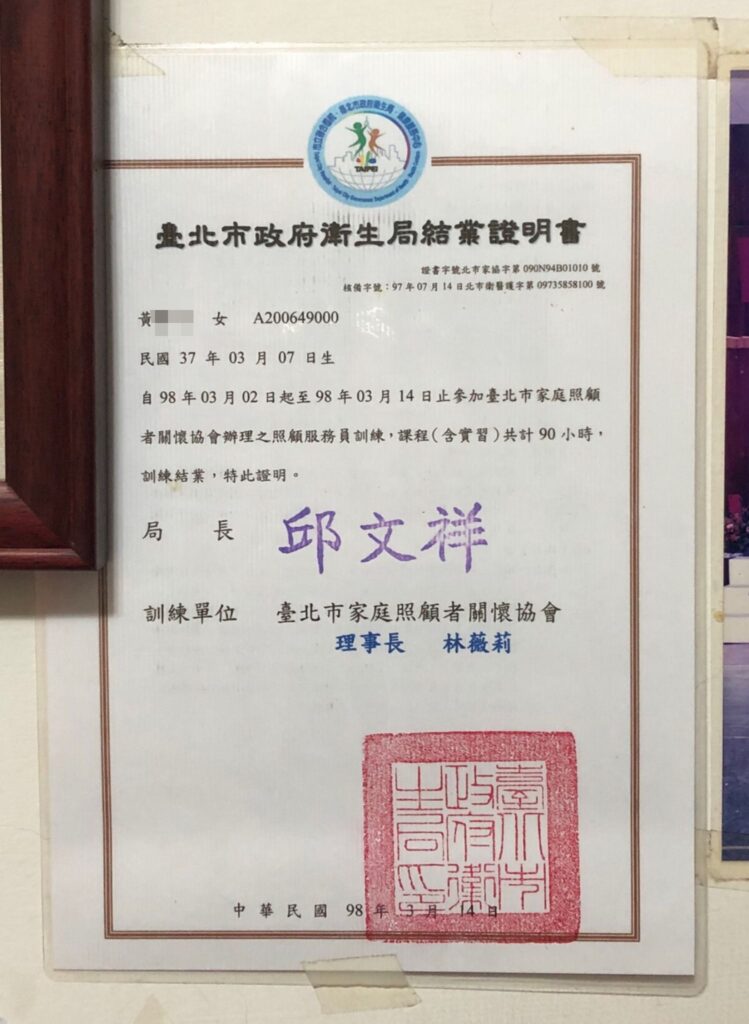 TAIPEI
臺北市政府衛生局結業證明書
證書字號北市家協字第 090N94B01010 號
核備字號：97 年 07 月 14 日北市衛醫護字第 09735858100 號
黃 女 A200649000
民國 37 年 03 月 07 日生
自 98 年 03 月 02 日起至 98 年 03 月 14 日止參加臺北市家庭照顧
者關懷協會辦理之照顧服務員訓練，課程（含實習）共計 90 小時，
訓練結業，特此證明。
局 長 邱文祥
訓練單位 臺北市家庭照顧者關懷協會
理事長 林薇莉
臺北市政府衛生局印
中華民國 98 年 3 月 14 日